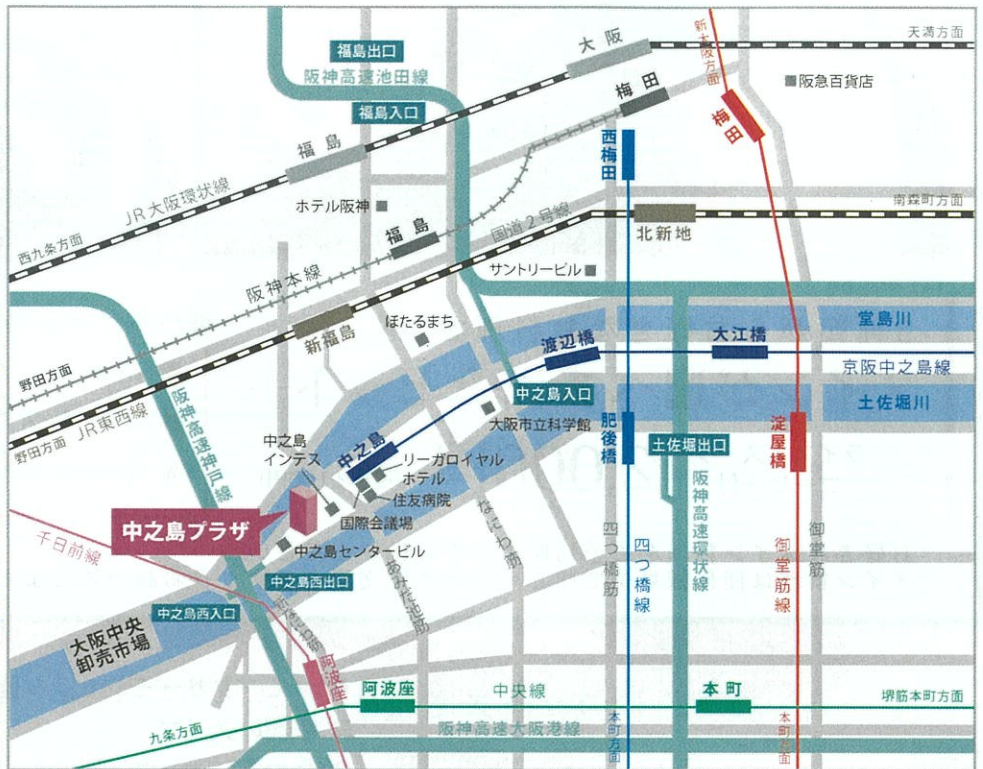 天満方面
福島出口
大阪
新大阪方面
阪神高速池田線
梅田
阪急百貨店
福島入口
梅田
福島
西梅田
JR大阪環状線
ホテル阪神
南森町方面
西九条方面
福島
国道2号線
北新地
阪神本線
サントリービル
ほたるまち
堂島川
新福島
渡辺橋
大江橋
京阪中之島線
野田方面
中之島入口
土佐堀川
JR東西線
野田方面
阪神高速神戸線
大阪市立科学館
肥後橋
淀屋橋
土佐堀出口
中之島
インテス
中之島
リーガロイヤル
ホテル
住友病院
国際会議場
中之島プラザ
中之島センタービル
なにわ筋
阪神高速環状線
四つ橋筋
四つ橋線
御堂筋線
御堂筋
千日前線
中之島西出口
あみだ池筋
中之島西入口
新なにわ筋
大阪中央
卸売市場
阿波座
阿波座
中央線
本町
堺筋本町方面
九条方面
阪神高速大阪港線
本町方面
本町方面